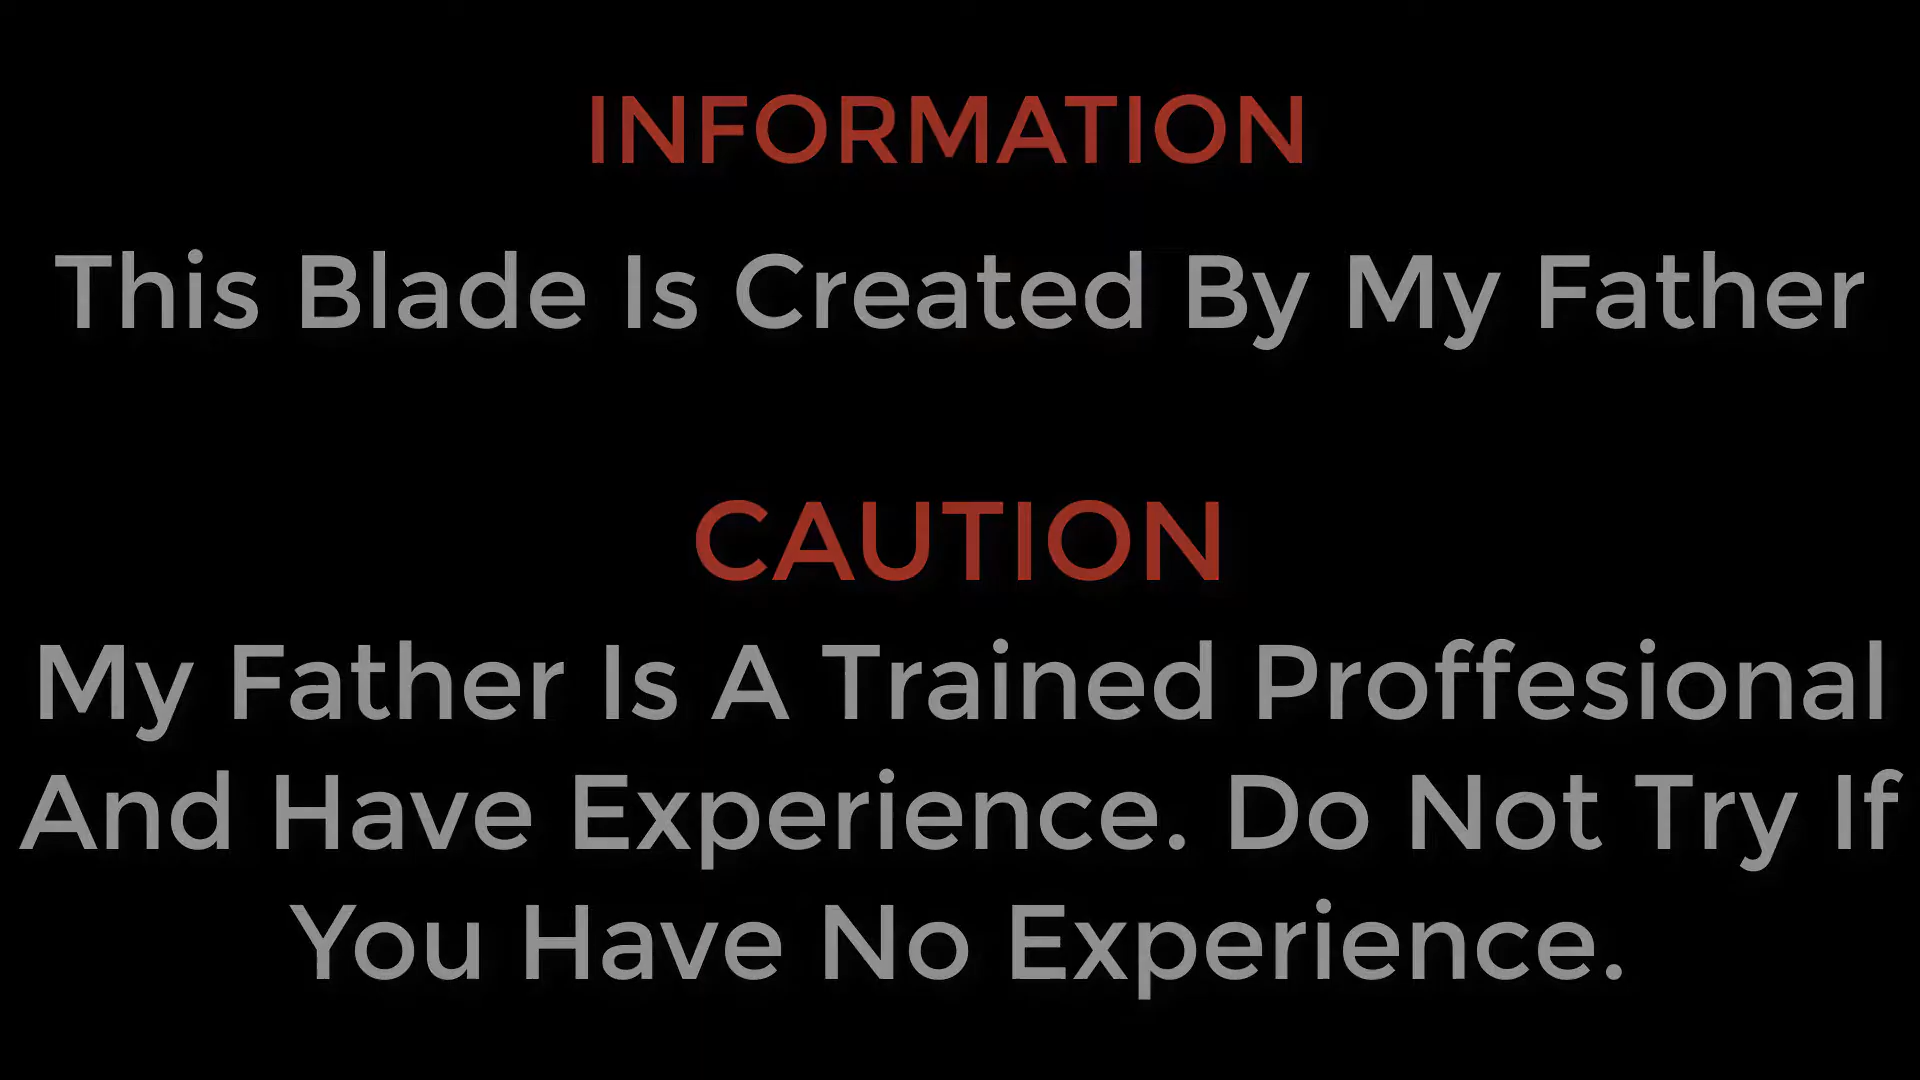 INFORMATION
This Blade Is Created By My Father
CAUTION
My Father Is A Trained Proffesional
And Have Experience. Do Not Try If
You Have No Experience.